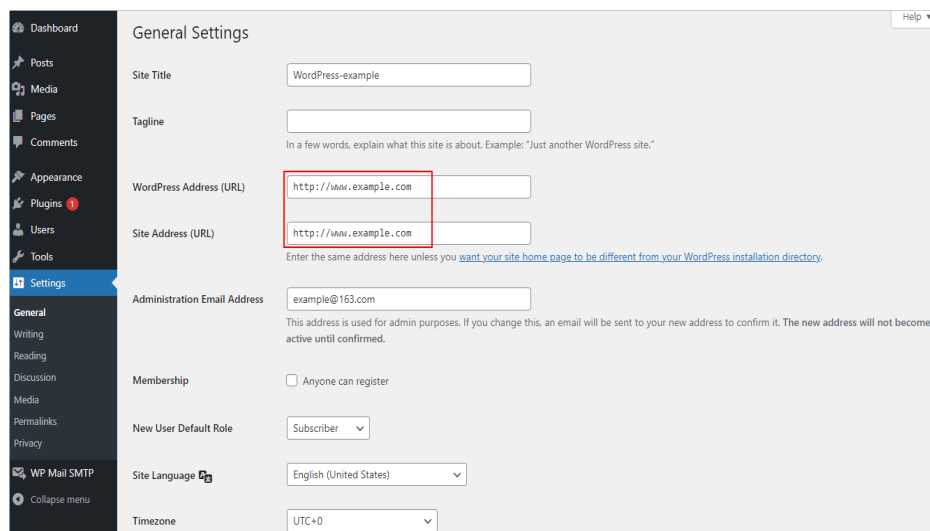 Help
Dashboard
Posts
Media
Pages
Comments
Appearance
Plugins 1
Users
Tools
Settings
General
Writing
Reading
Discussion
Media
Permalinks
Privacy
WP Mail SMTP
Collapse menu
General Settings
Site Title WordPress-example
Tagline
In a few words, explain what this site is about. Example: "Just another WordPress site."
WordPress Address (URL) http://www.example.com
Site Address (URL) http://www.example.com
Enter the same address here unless you want your site home page to be different from your WordPress installation directory.
Administration Email Address example@163.com
This address is used for admin purposes. If you change this, an email will be sent to your new address to confirm it. The new address will not become
active until confirmed.
Membership Anyone can register
New User Default Role Subscriber
Site Language English (United States)
Timezone UTC+0